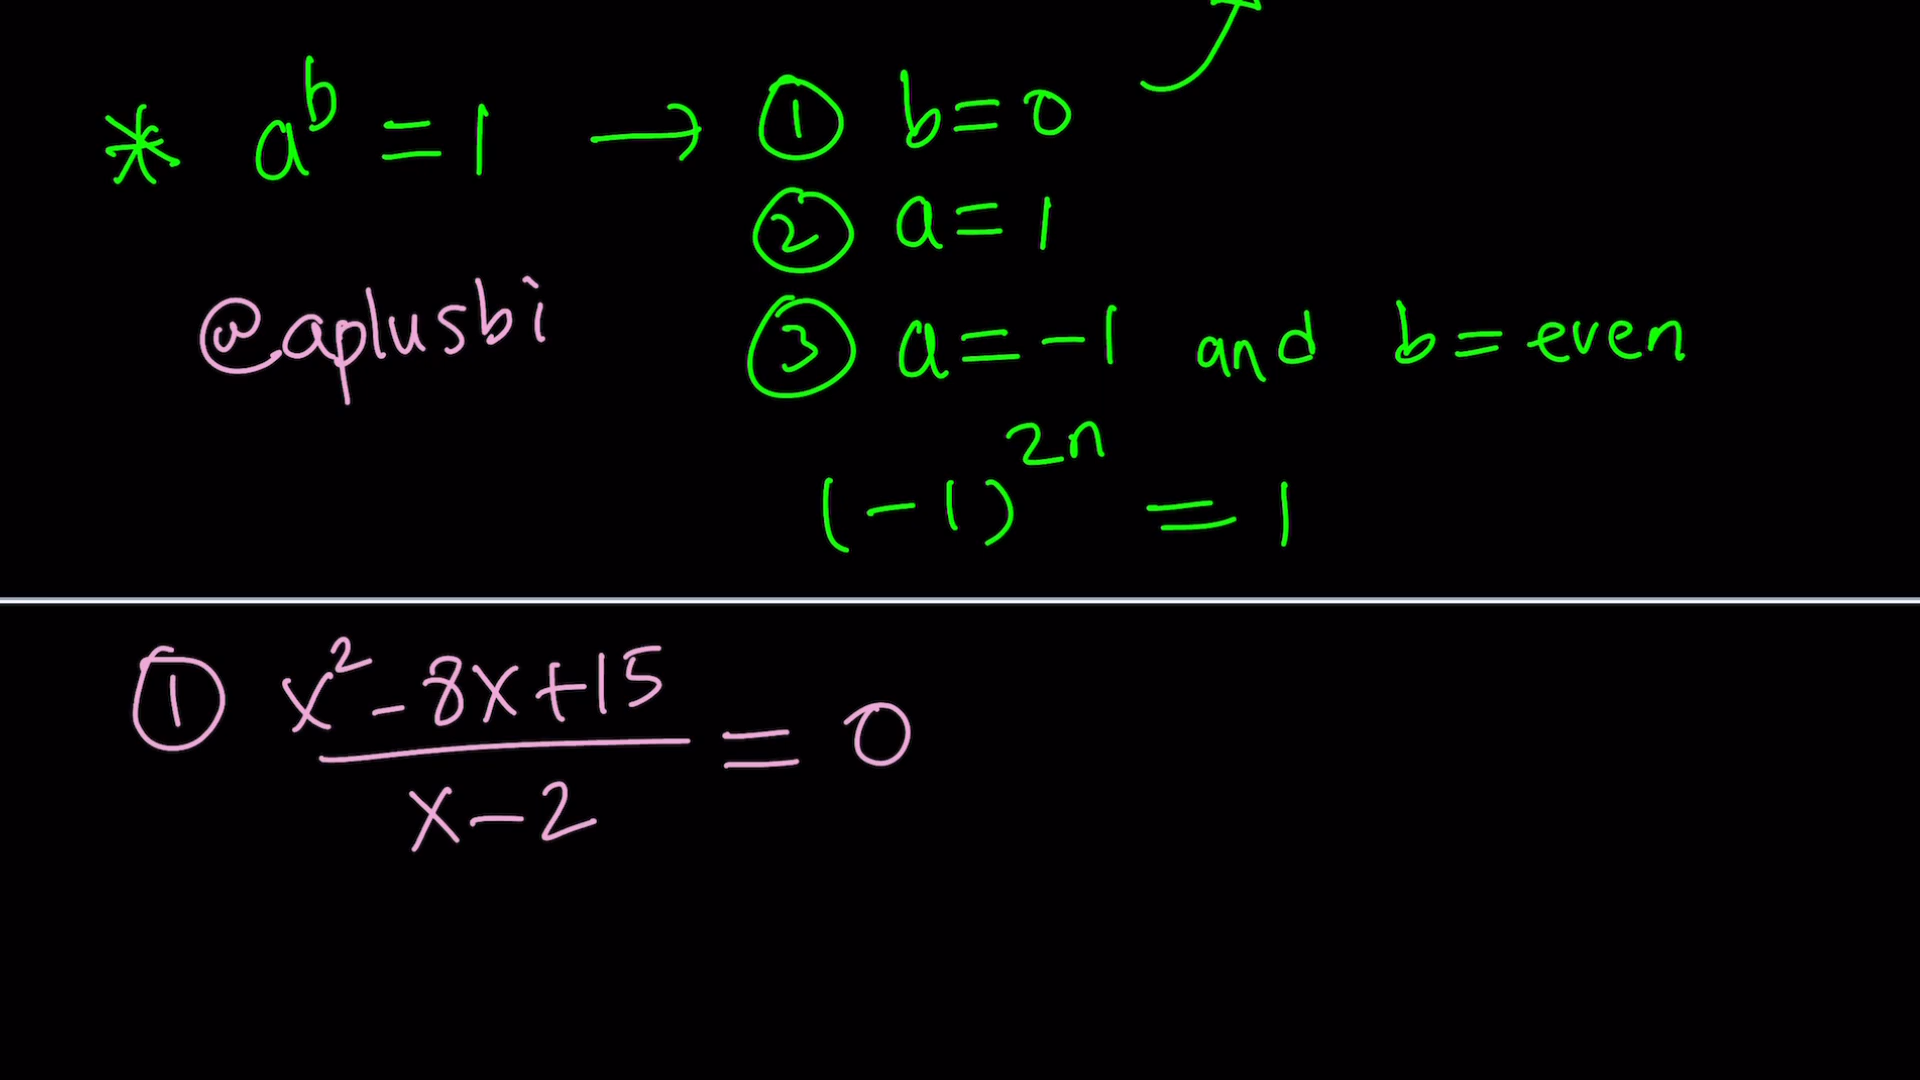 * a^b = 1 → ① b = 0
② a = 1
@aplusbi
③ a = -1 and b = even
(-1)^2n = 1
① x² - 8x + 15
x - 2
= 0